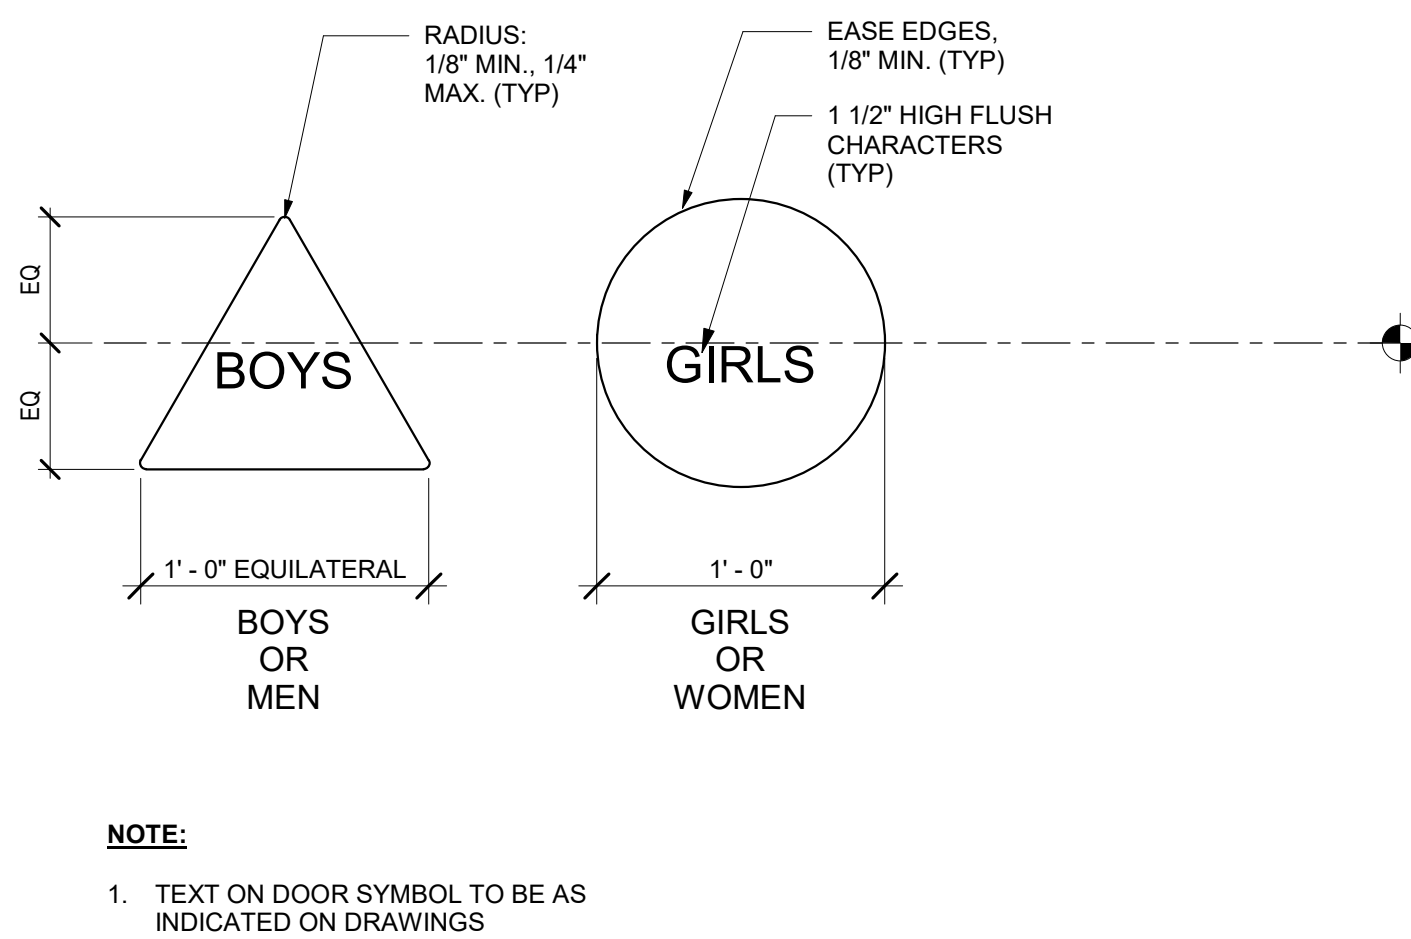 RADIUS:
1/8" MIN., 1/4"
MAX. (TYP)
EASE EDGES,
1/8" MIN. (TYP)
1 1/2" HIGH FLUSH
CHARACTERS
(TYP)
EQ
EQ
BOYS
GIRLS
1' - 0" EQUILATERAL
1' - 0"
BOYS
OR
MEN
GIRLS
OR
WOMEN
NOTE:
1. TEXT ON DOOR SYMBOL TO BE AS
INDICATED ON DRAWINGS